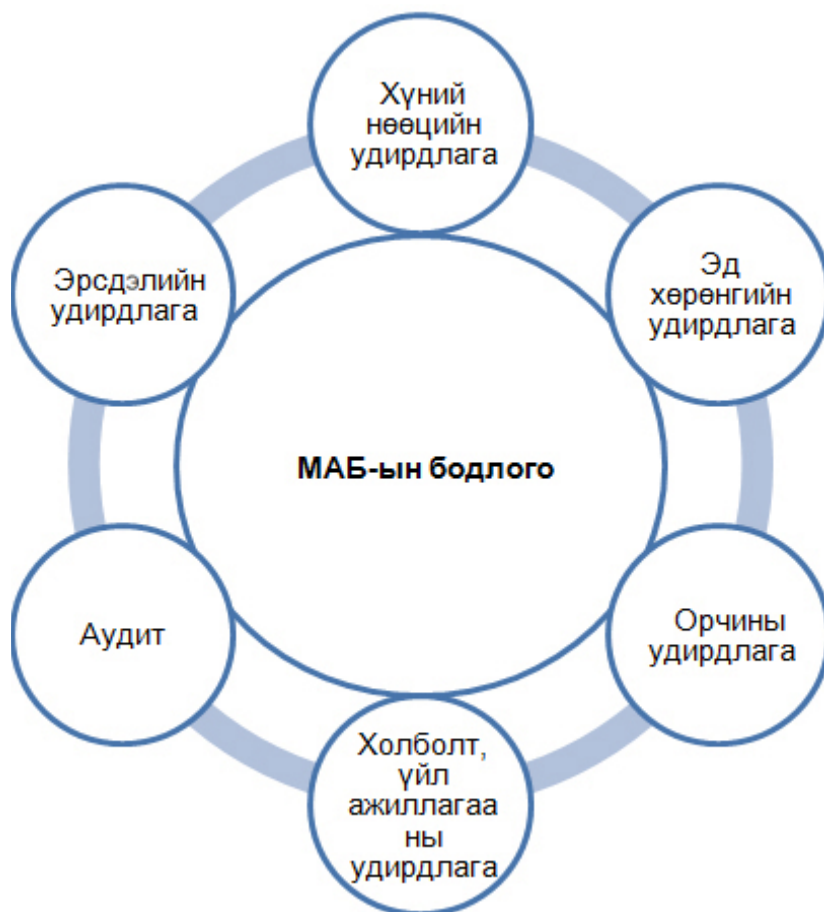 Хүний
нөөцийн
удирдлага
Эрсдэлийн
удирдлага
Эд
хөрөнгийн
удирдлага
МАБ-ын бодлого
Аудит
Орчины
удирдлага
Холболт,
үйл
ажиллагаа
ны
удирдлага